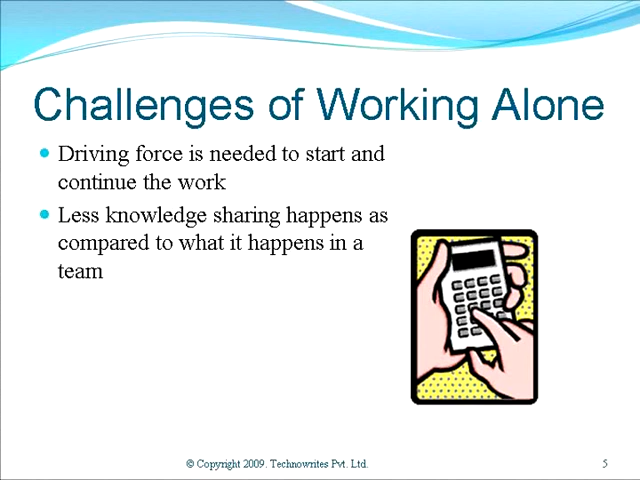 Challenges of Working Alone
Driving force is needed to start and
continue the work
Less knowledge sharing happens as
compared to what it happens in a
team
© Copyright 2009. Technowrites Pvt. Ltd.
5